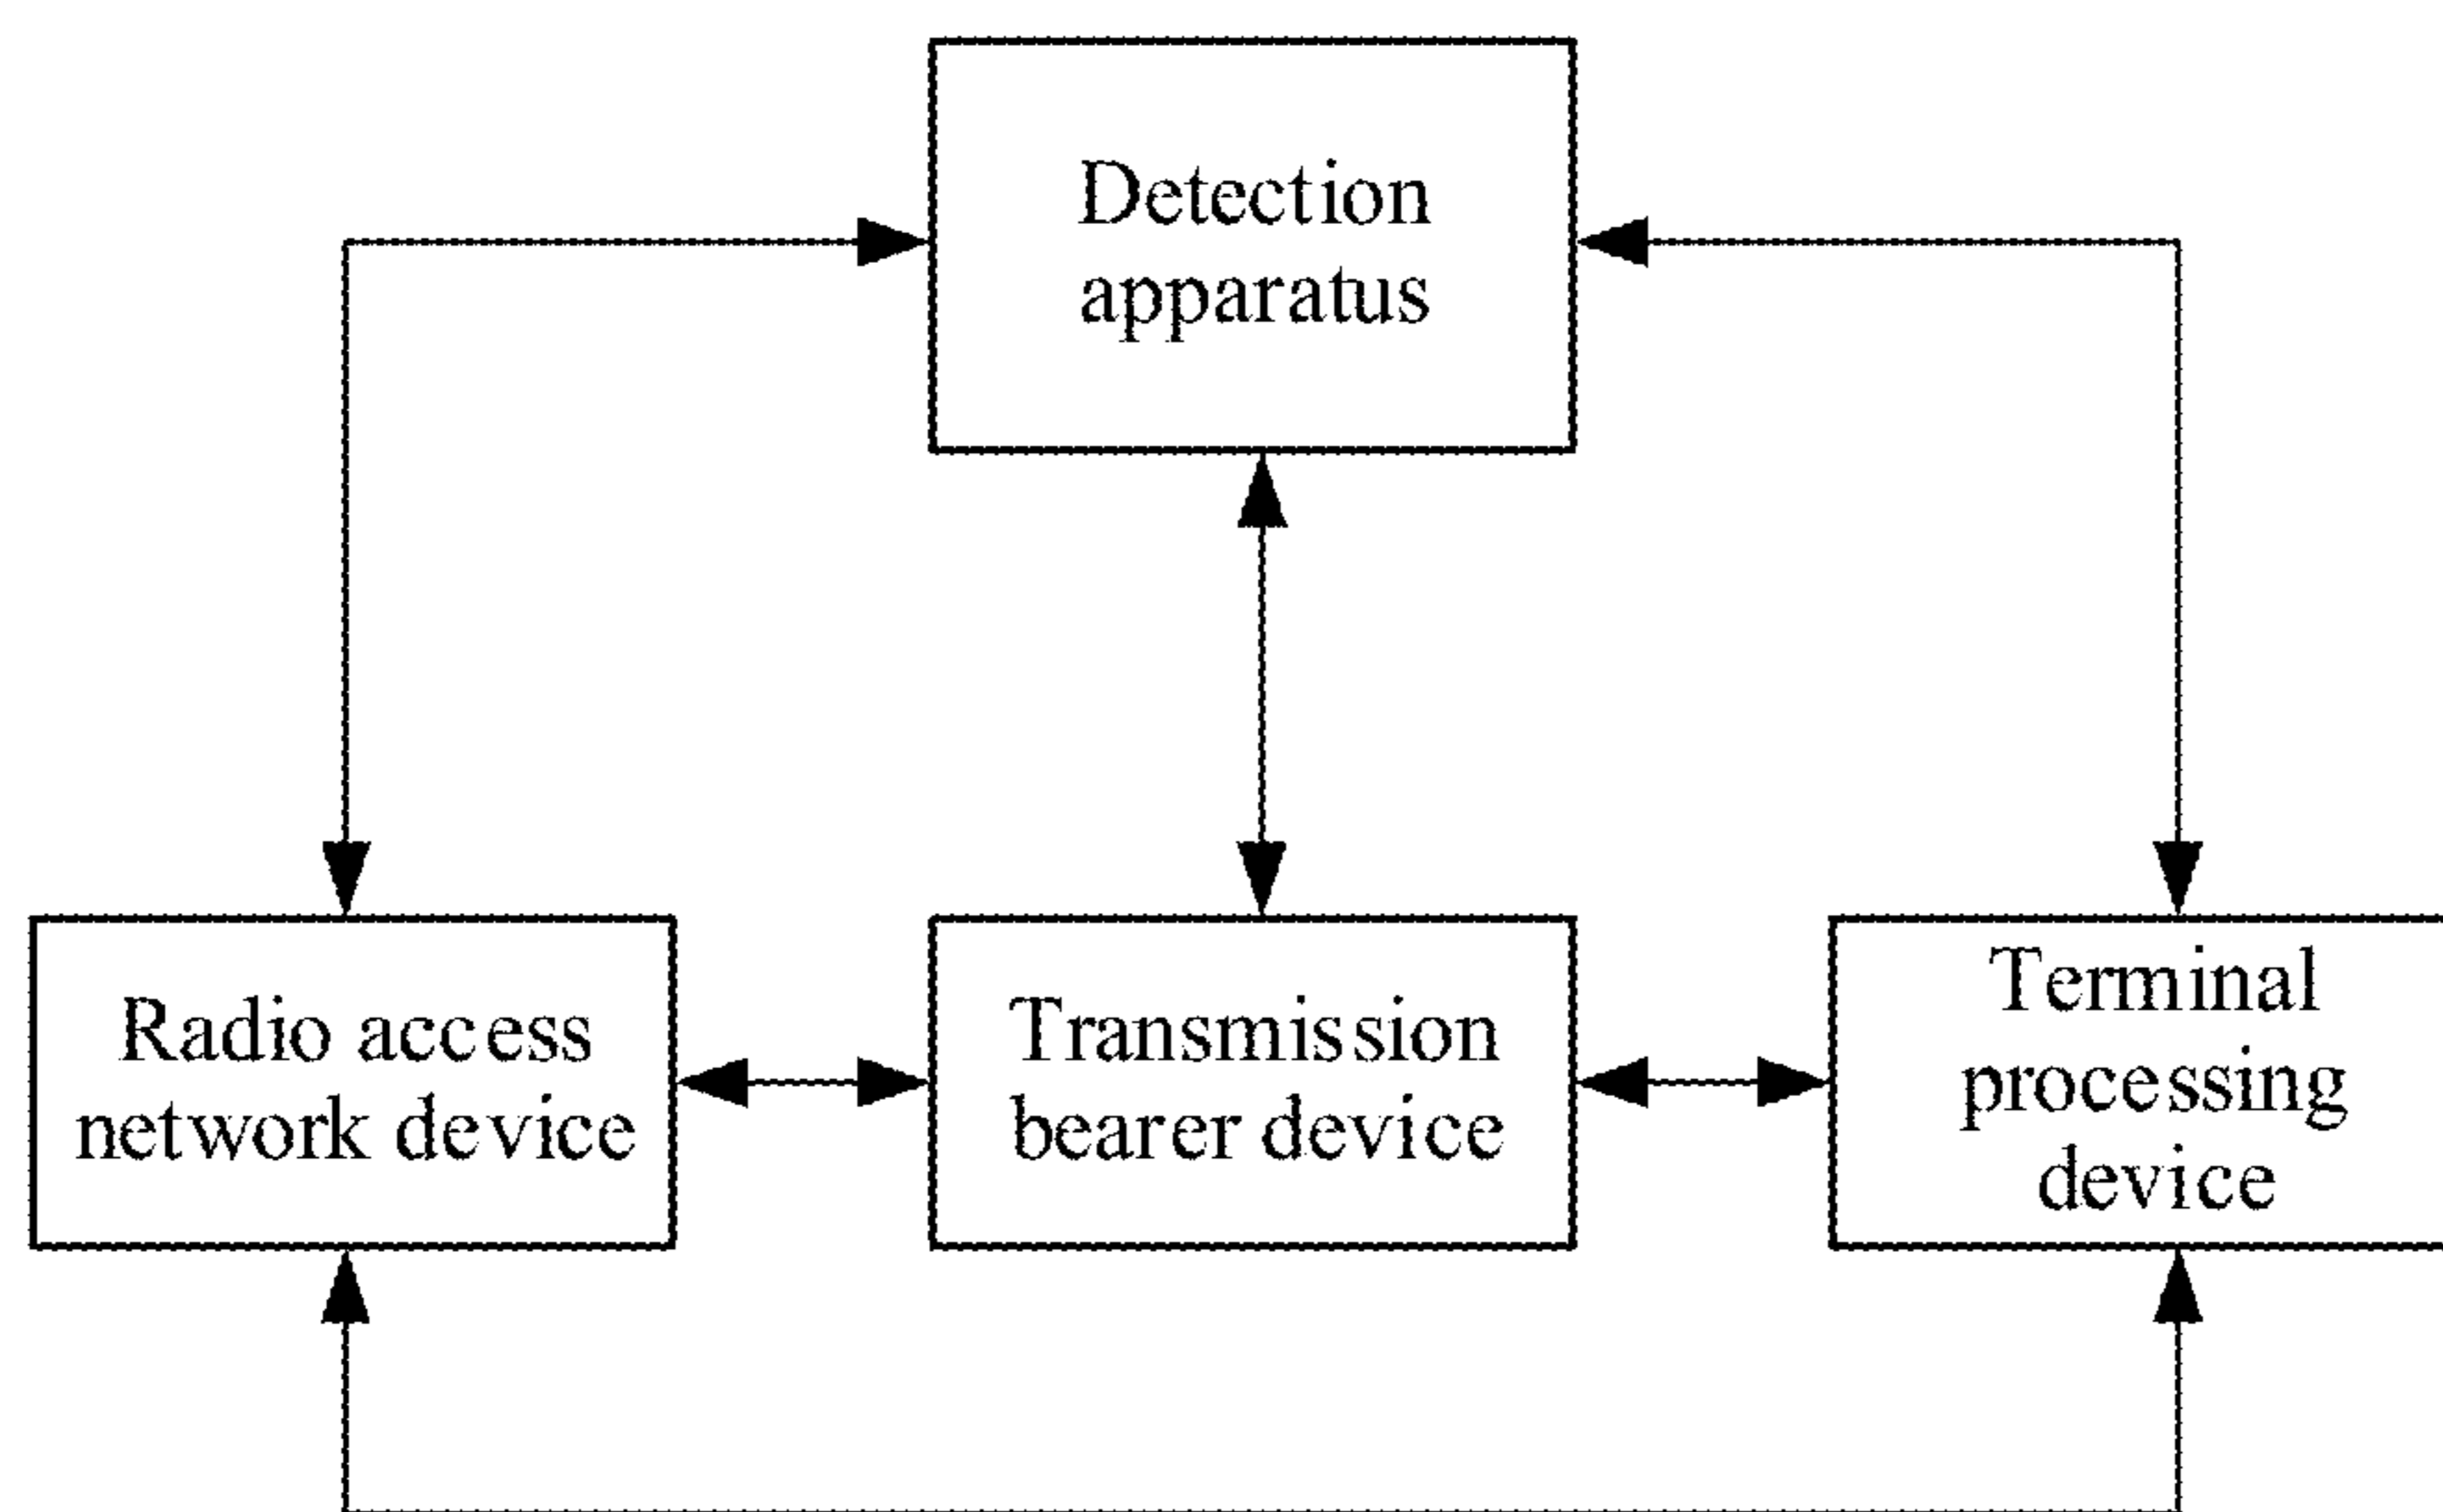 Detection
apparatus
Radio access
network device
Transmission
bearer device
Terminal
processing
device